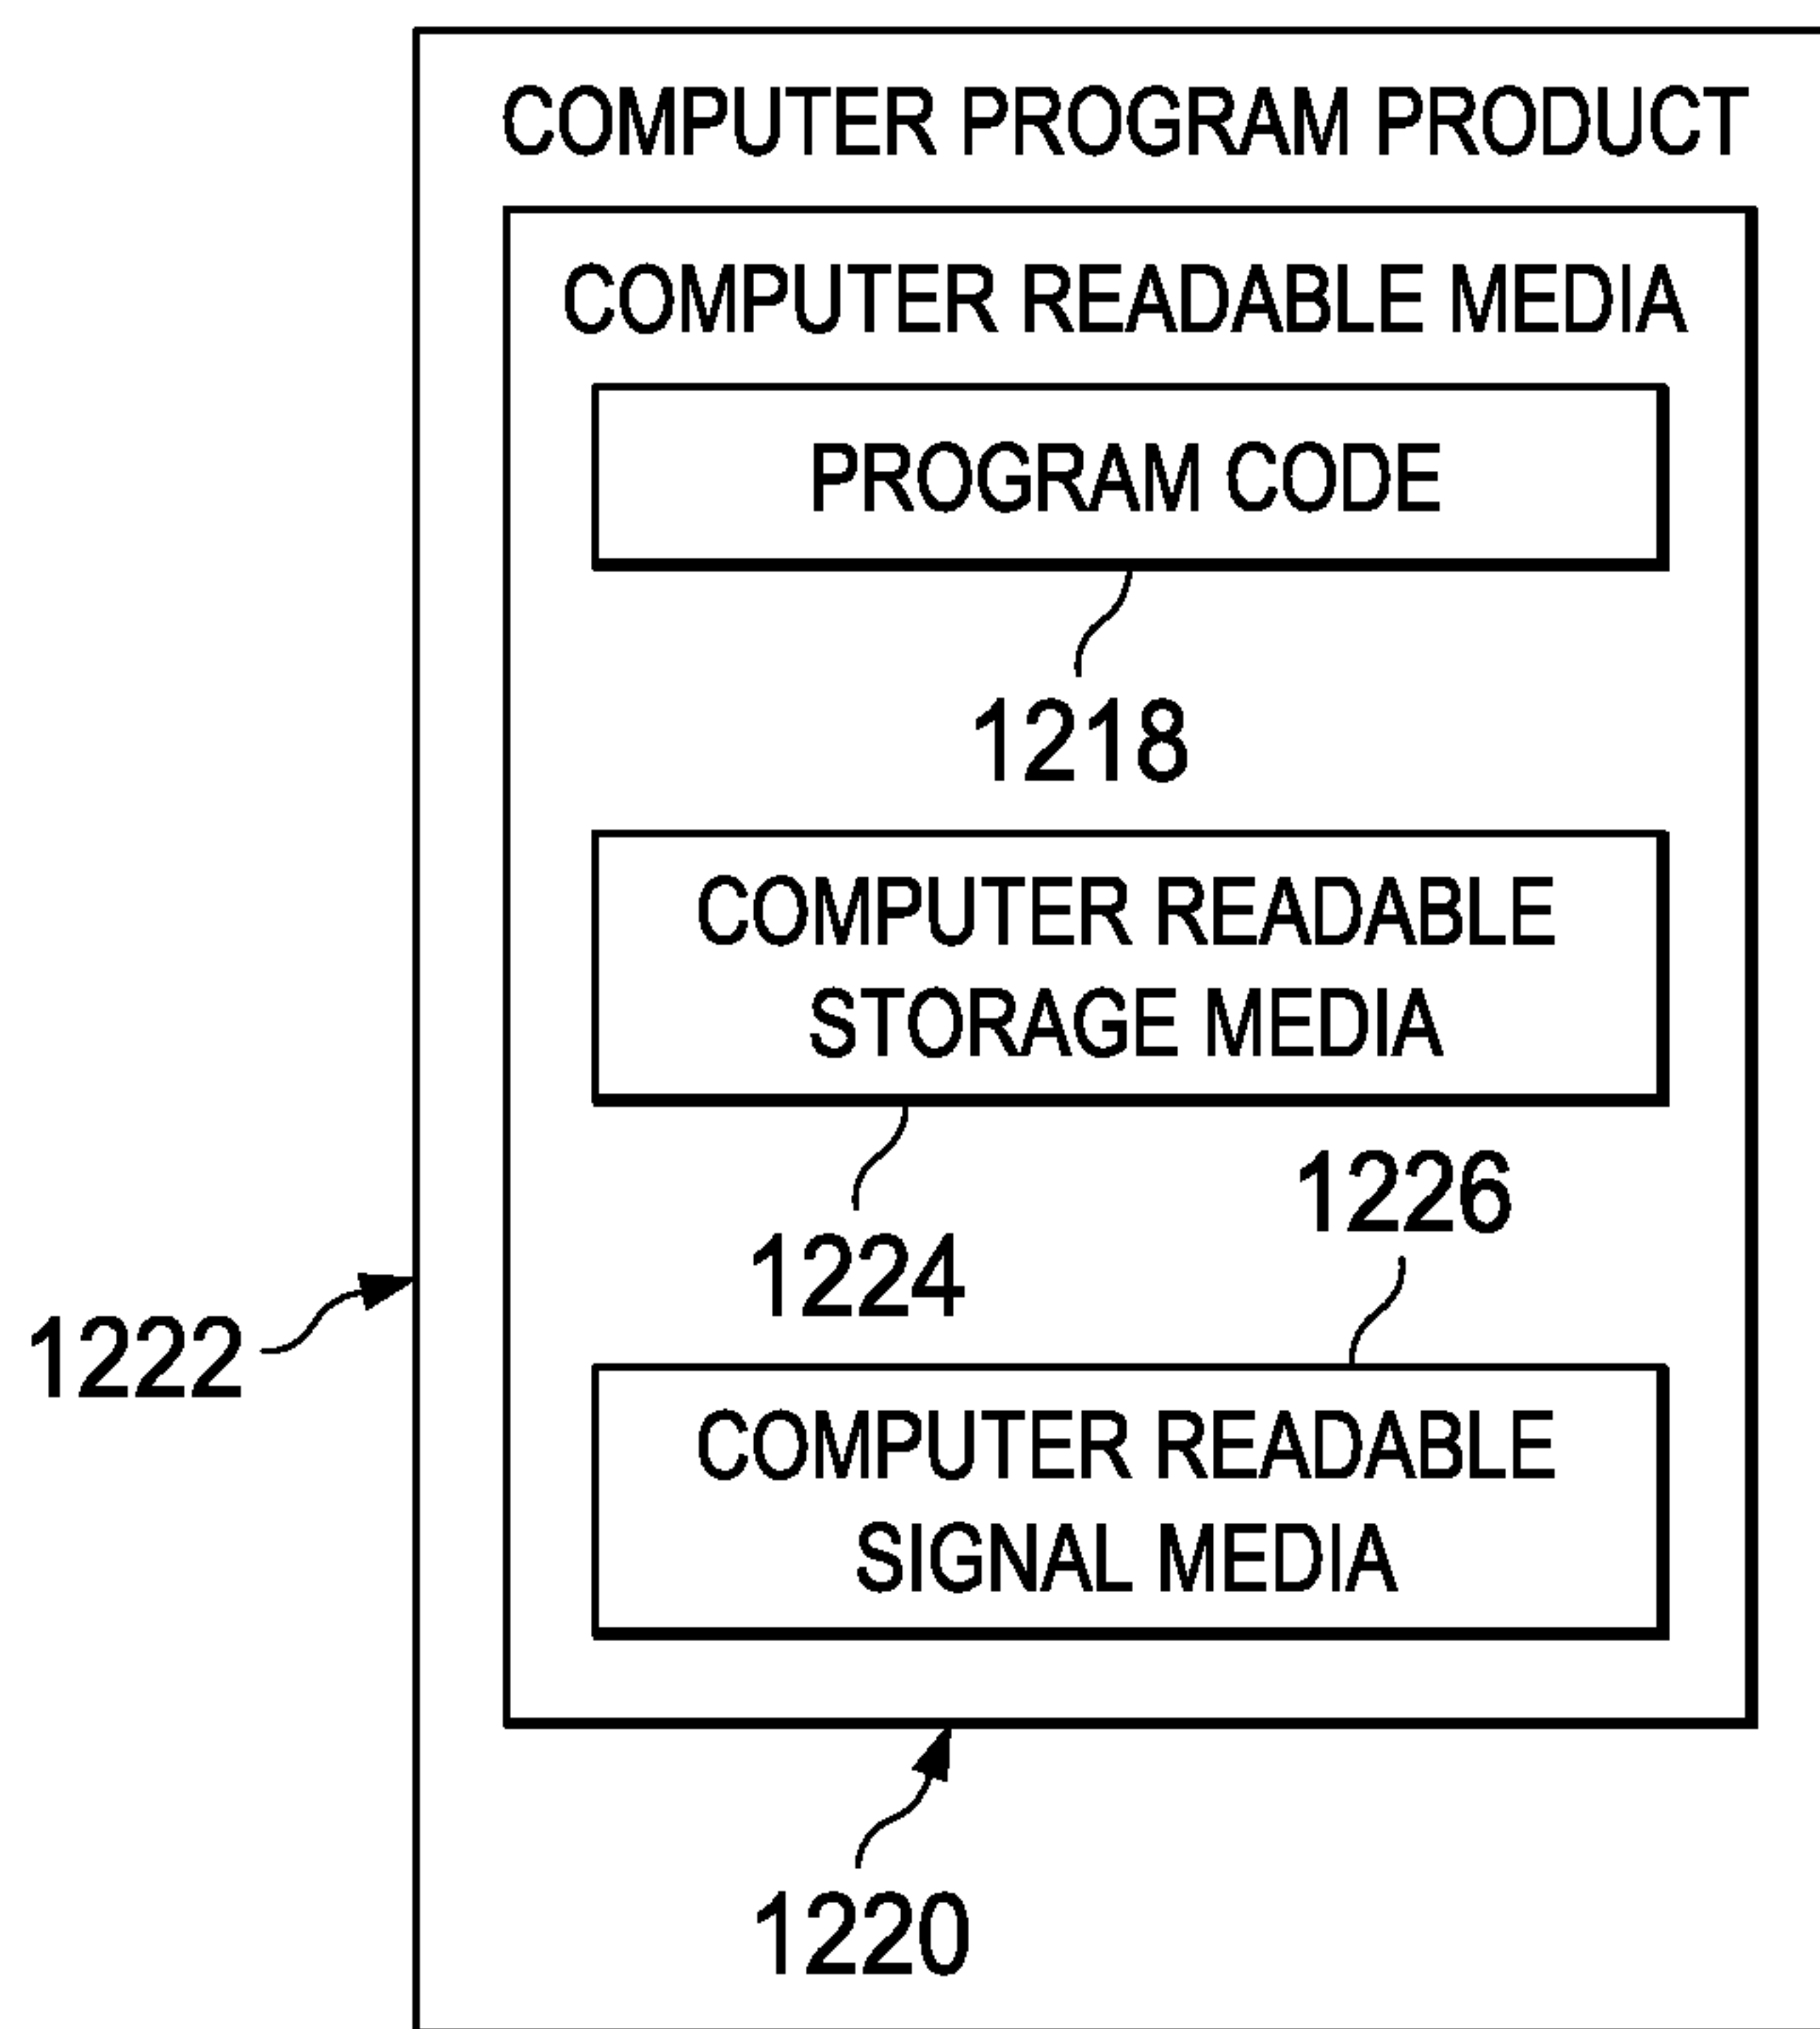 COMPUTER PROGRAM PRODUCT
COMPUTER READABLE MEDIA
PROGRAM CODE
1218
COMPUTER READABLE
STORAGE MEDIA
1224
1226
1222
COMPUTER READABLE
SIGNAL MEDIA
1220